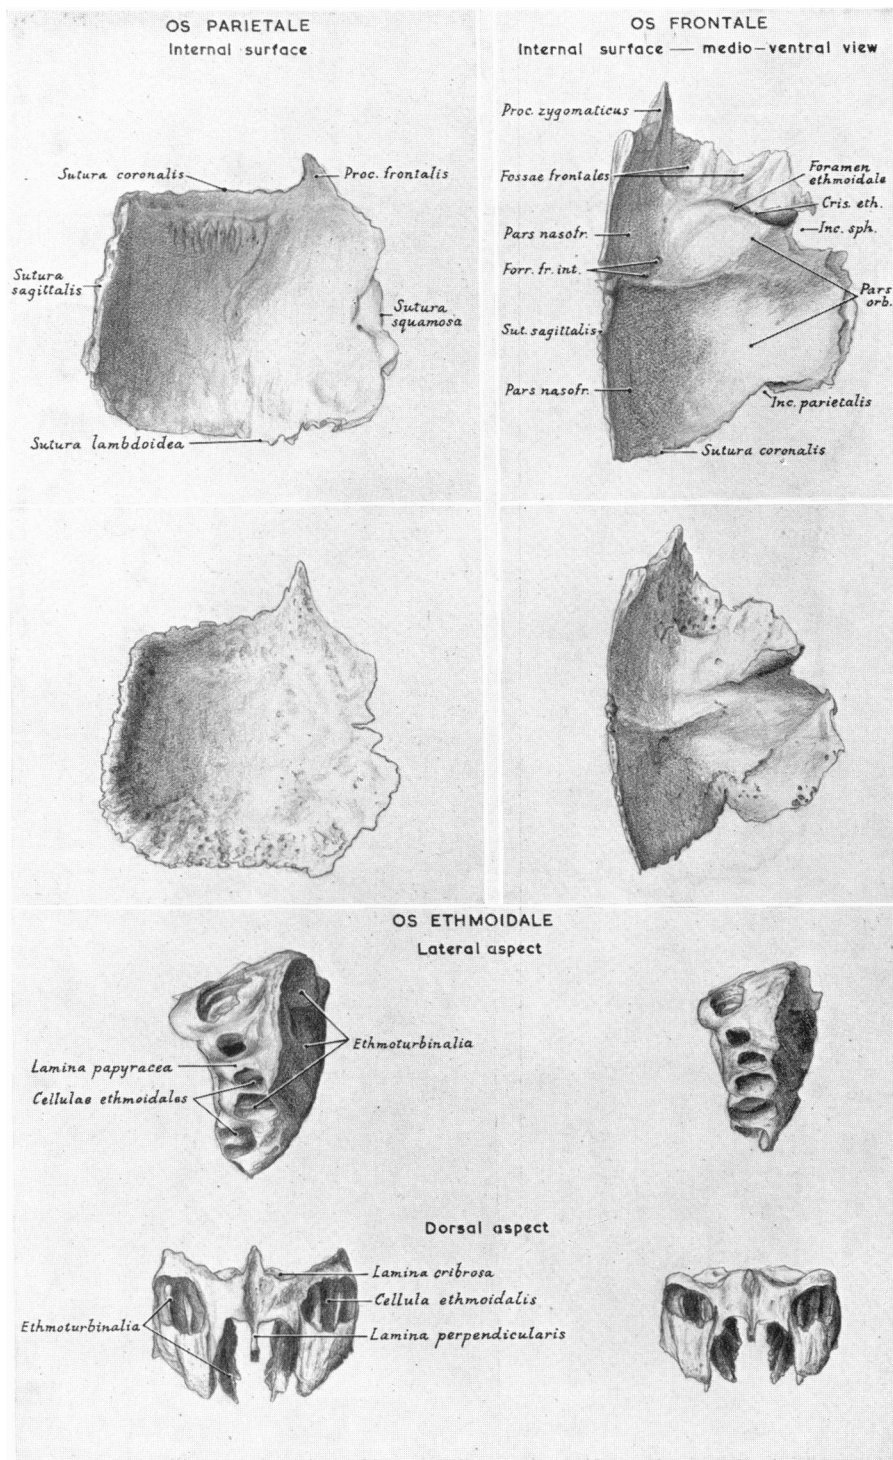 OS PARIETALE
Internal surface
Sutura coronalis
Proc. frontalis
Sutura
sagittalis
Sutura
squamosa
Sutura lambdoidea
OS FRONTALE
Internal surface — medio-ventral view
Proc. zygomaticus
Fossae frontales
Foramen
ethmoidale
Cris. eth.
Inc. sph.
Pars nasofr.
Forr. fr. int.
Pars
orb.
Sut. sagittalis
Pars nasofr.
Inc. parietalis
Sutura coronalis
OS ETHMOIDALE
Lateral aspect
Ethmoturbinalia
Lamina papyracea
Cellulae ethmoidales
Dorsal aspect
Lamina cribrosa
Cellula ethmoidalis
Ethmoturbinalia
Lamina perpendicularis